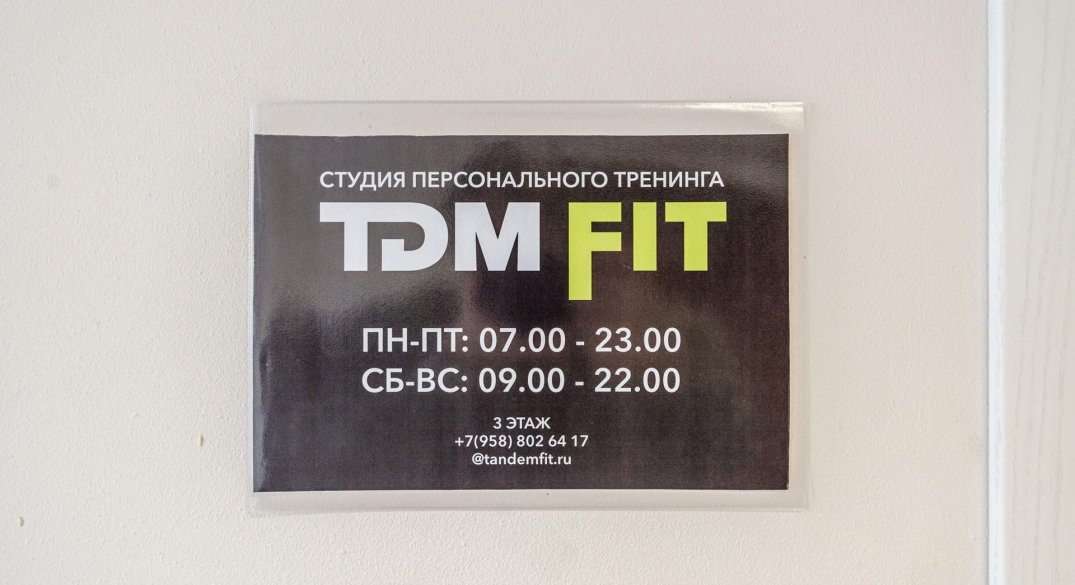 СТУДИЯ ПЕРСОНАЛЬНОГО ТРЕНИНГА
TDM FIT
ПН-ПТ: 07.00 - 23.00
СБ-ВС: 09.00 - 22.00
3 ЭТАЖ
+7(958) 802 64 17
@tandemfit.ru